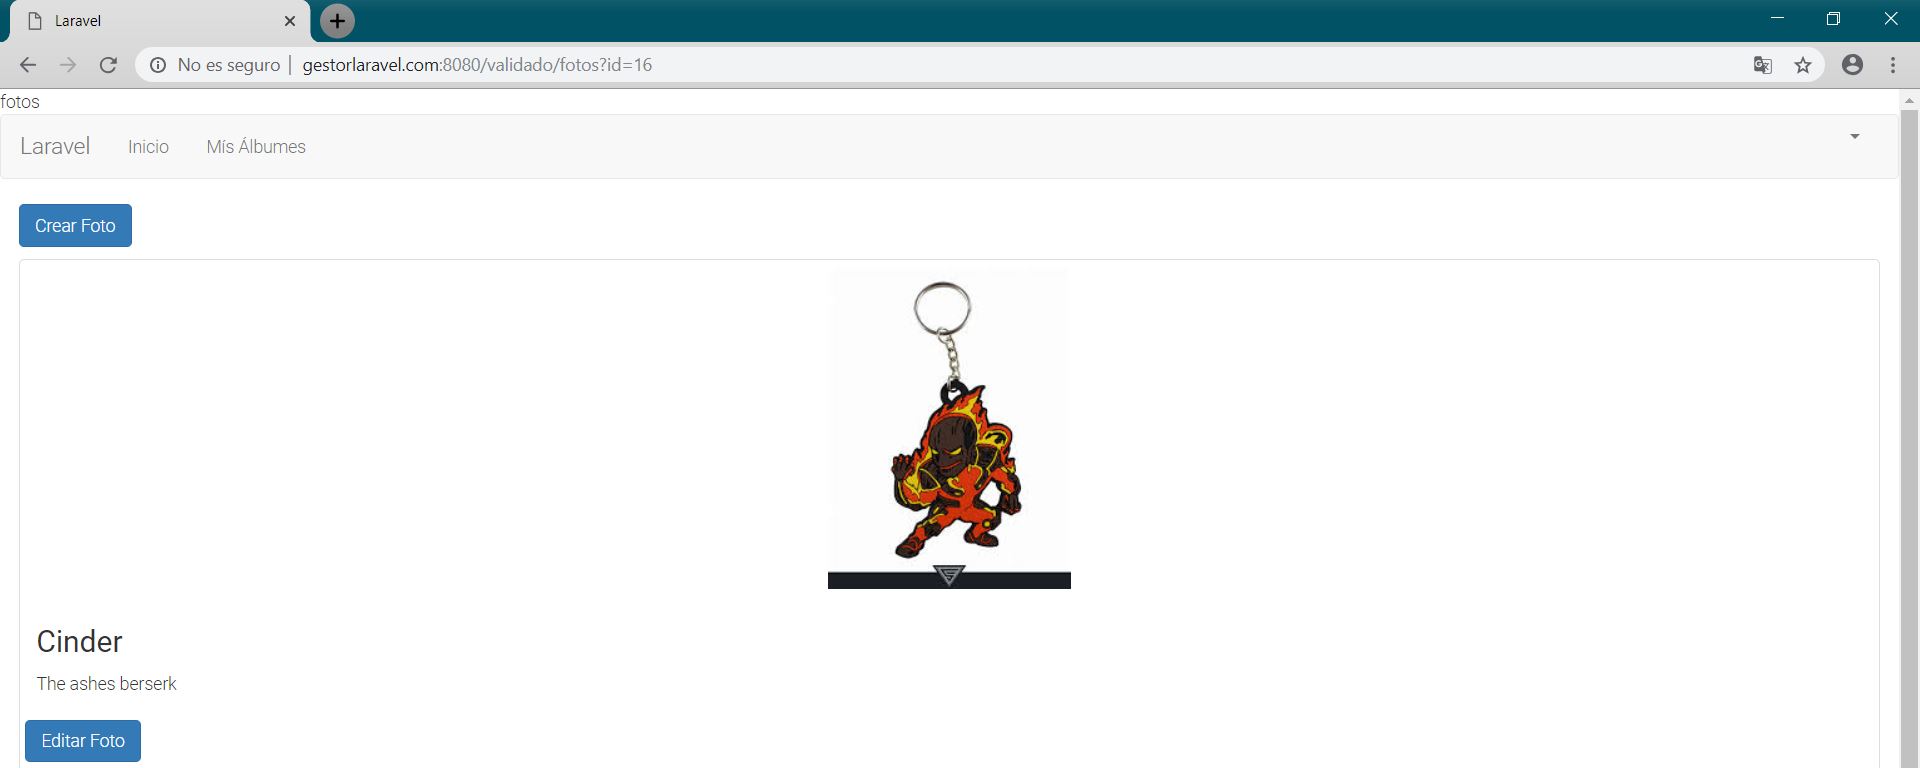 Laravel
No es seguro | gestorlaravel.com:8080/validado/fotos?id=16
fotos
Laravel Inicio Mís Álbumes
Crear Foto
Cinder
The ashes berserk
Editar Foto